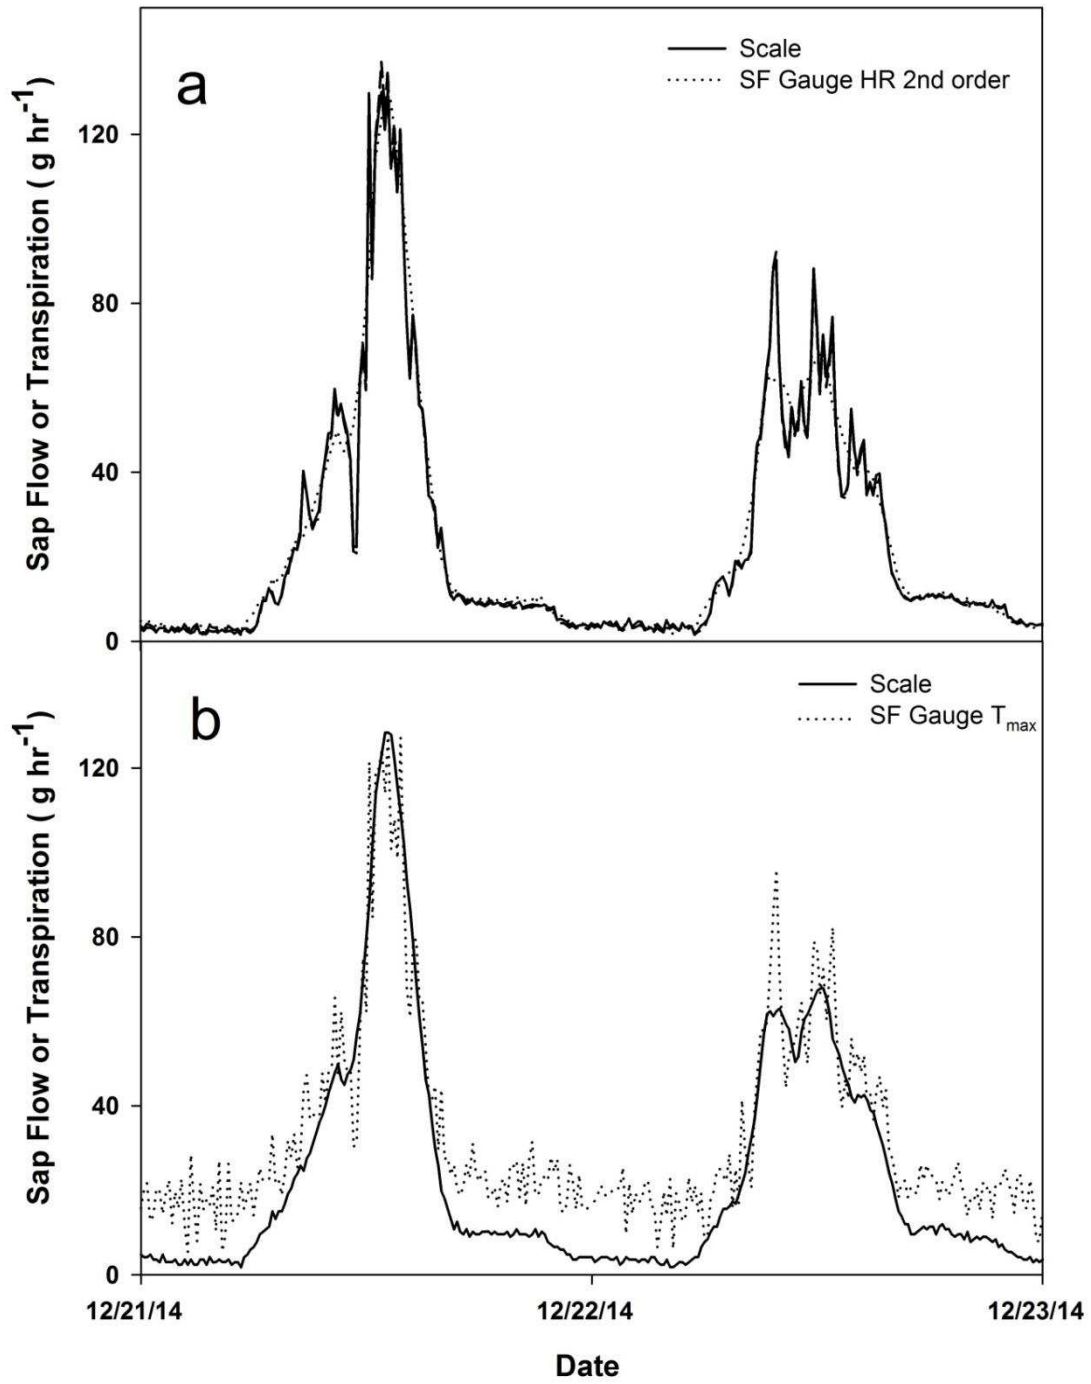 a
Scale
SF Gauge HR 2nd order
Sap Flow or Transpiration ( g hr⁻¹ )
120
80
40
0
b
Scale
SF Gauge Tmax
Sap Flow or Transpiration ( g hr⁻¹ )
120
80
40
0
12/21/14
12/22/14
12/23/14
Date